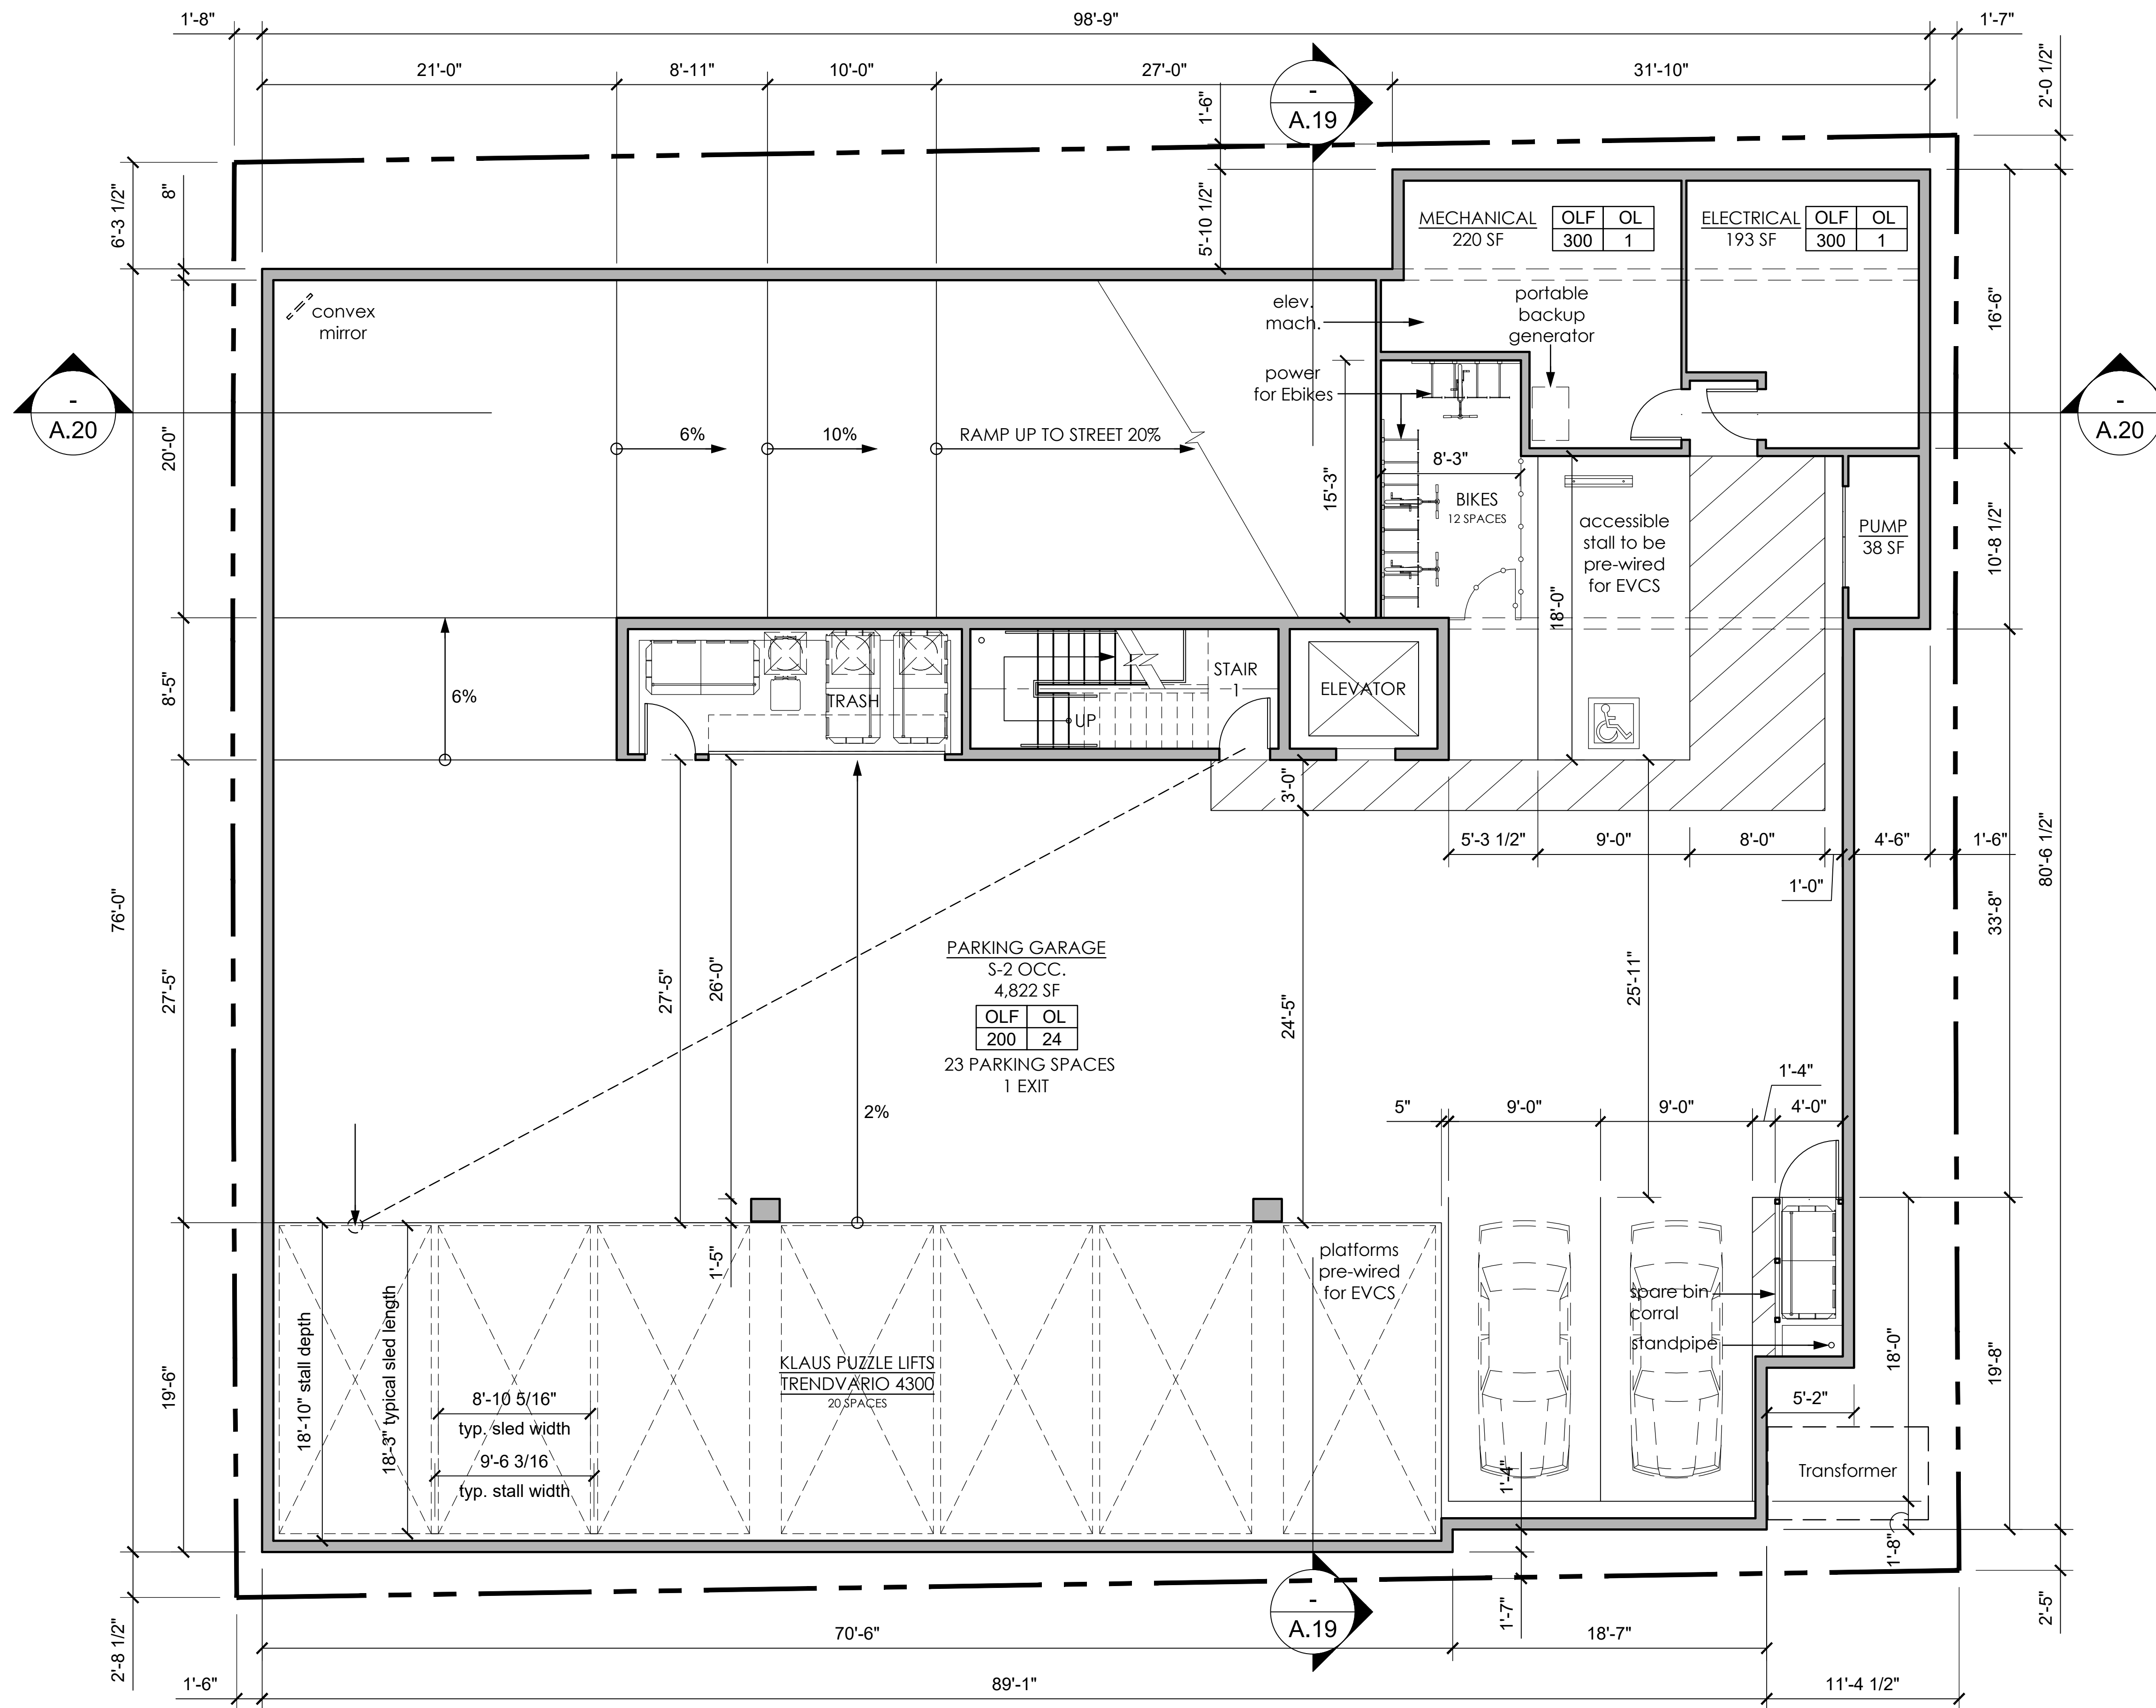 1'-8"
98'-9"
1'-7"
21'-0"
8'-11"
10'-0"
27'-0"
31'-10"
2'-0 1/2"
1'-6"
-
A.19
6'-3 1/2"
8"
5'-10 1/2"
MECHANICAL
220 SF
OLF OL
300 1
ELECTRICAL
193 SF
OLF OL
300 1
convex
mirror
elev.
mach.
portable
backup
generator
16'-6"
-
A.20
power
for Ebikes
-
A.20
20'-0"
6%
10%
RAMP UP TO STREET 20%
15'-3"
8'-3"
BIKES
12 SPACES
accessible
stall to be
pre-wired
for EVCS
18'-0"
PUMP
38 SF
10'-8 1/2"
8'-5"
6%
TRASH
UP
STAIR
1
ELEVATOR
3'-0"
5'-3 1/2"
9'-0"
8'-0"
4'-6"
1'-6"
1'-0"
80'-6 1/2"
76'-0"
27'-5"
27'-5"
26'-0"
PARKING GARAGE
S-2 OCC.
4,822 SF
OLF OL
200 24
23 PARKING SPACES
1 EXIT
24'-5"
25'-11"
33'-8"
2%
5"
9'-0"
9'-0"
1'-4"
4'-0"
1'-5"
platforms
pre-wired
for EVCS
spare bin
corral
standpipe
18'-0"
19'-8"
19'-6"
18'-10" stall depth
18'-3" typical sled length
8'-10 5/16"
typ. sled width
9'-6 3/16
typ. stall width
KLAUS PUZZLE LIFTS
TRENDVARIO 4300
20 SPACES
5'-2"
Transformer
1'-4"
1'-8"
-
A.19
1'-7"
2'-8 1/2"
2'-5"
70'-6"
18'-7"
1'-6"
89'-1"
11'-4 1/2"